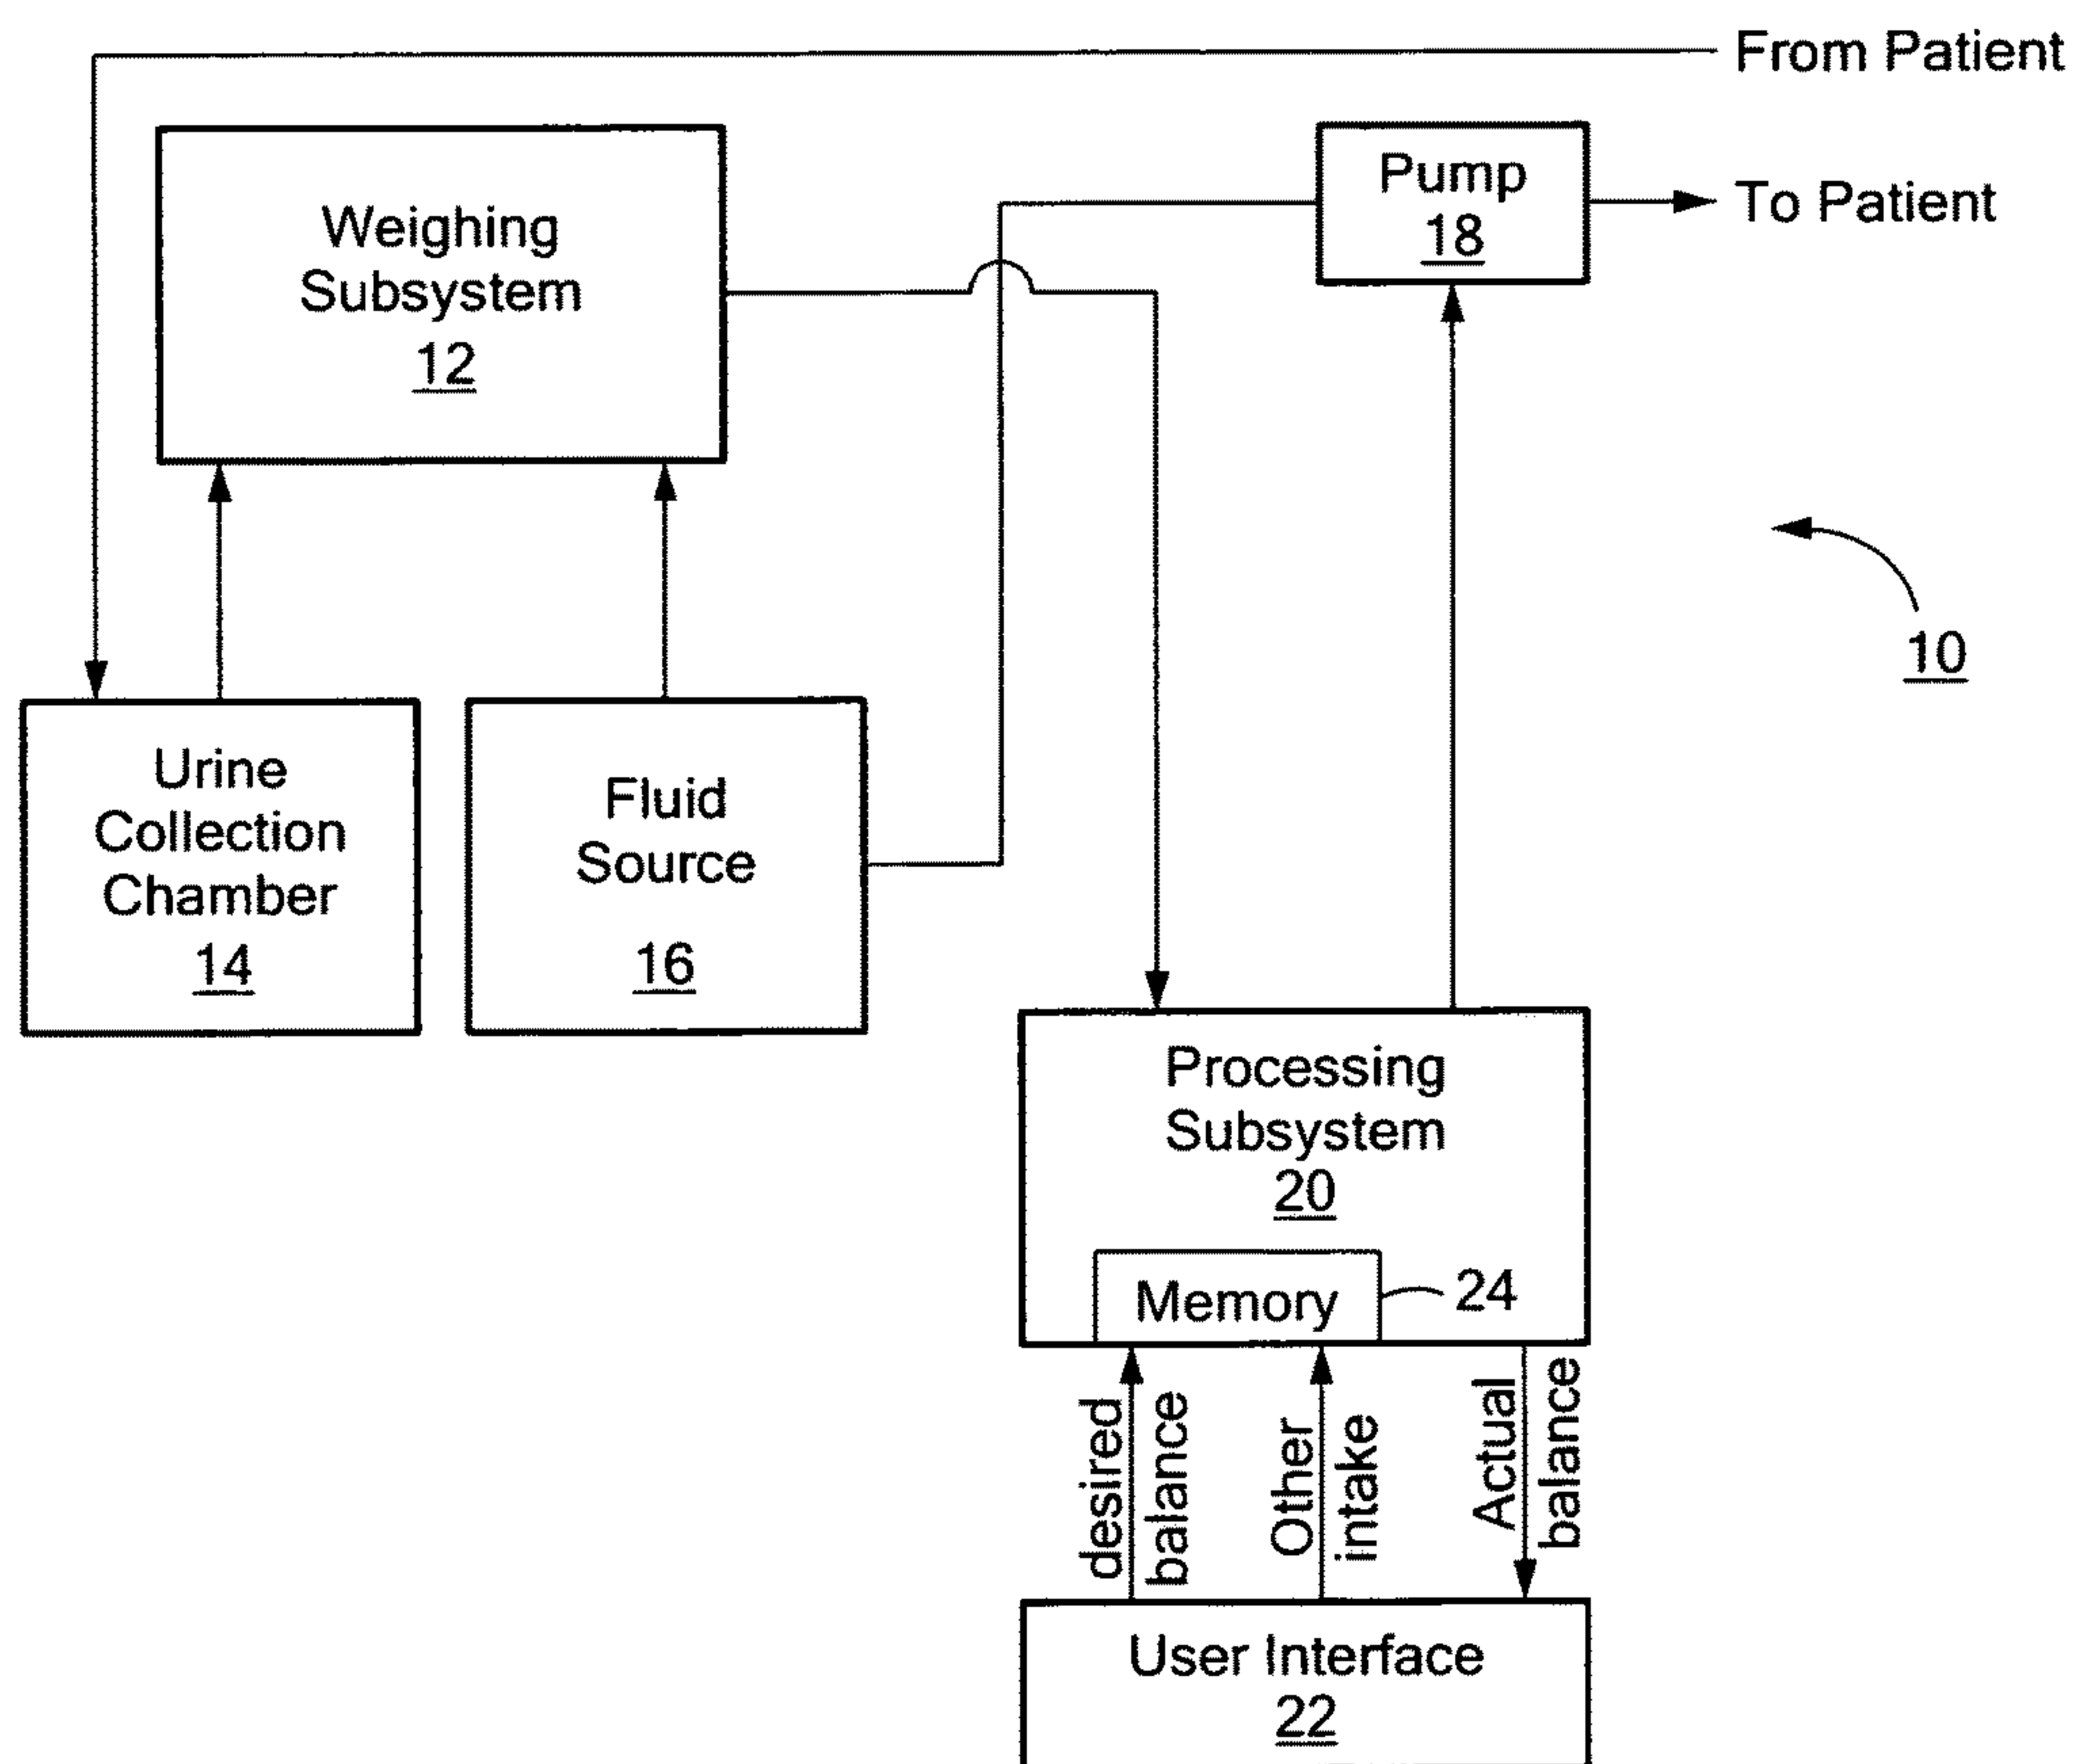 From Patient
Weighing
Subsystem
12
Pump
18
To Patient
10
Urine
Collection
Chamber
14
Fluid
Source
16
Processing
Subsystem
20
Memory
24
desired
balance
Other
intake
Actual
balance
User Interface
22